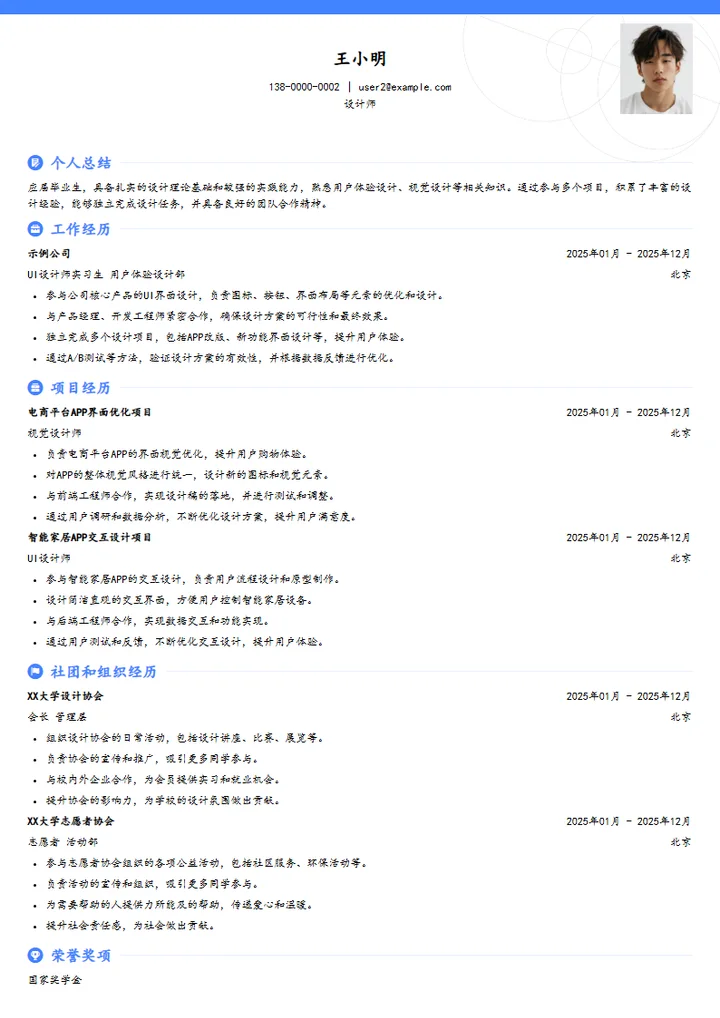 王小明
138-0000-0002 | user2@example.com
设计师
个人总结
应届毕业生，具备扎实的设计理论基础和较强的实践能力，熟悉用户体验设计、视觉设计等相关知识。通过参与多个项目，积累了丰富的设
计经验，能够独立完成设计任务，并具备良好的团队合作精神。
工作经历
示例公司 2025年01月 - 2025年12月
UI设计师实习生 用户体验设计部 北京
• 参与公司核心产品的UI界面设计，负责图标、按钮、界面布局等元素的优化和设计。
• 与产品经理、开发工程师紧密合作，确保设计方案的可行性和最终效果。
• 独立完成多个设计项目，包括APP改版、新功能界面设计等，提升用户体验。
• 通过A/B测试等方法，验证设计方案的有效性，并根据数据反馈进行优化。
项目经历
电商平台APP界面优化项目 2025年01月 - 2025年12月
视觉设计师 北京
• 负责电商平台APP的界面视觉优化，提升用户购物体验。
• 对APP的整体视觉风格进行统一，设计新的图标和视觉元素。
• 与前端工程师合作，实现设计稿的落地，并进行测试和调整。
• 通过用户调研和数据分析，不断优化设计方案，提升用户满意度。
智能家居APP交互设计项目 2025年01月 - 2025年12月
UI设计师 北京
• 参与智能家居APP的交互设计，负责用户流程设计和原型制作。
• 设计简洁直观的交互界面，方便用户控制智能家居设备。
• 与后端工程师合作，实现数据交互和功能实现。
• 通过用户测试和反馈，不断优化交互设计，提升用户体验。
社团和组织经历
XX大学设计协会 2025年01月 - 2025年12月
会长 管理层 北京
• 组织设计协会的日常活动，包括设计讲座、比赛、展览等。
• 负责协会的宣传和推广，吸引更多同学参与。
• 与校内外企业合作，为会员提供实习和就业机会。
• 提升协会的影响力，为学校的设计氛围做出贡献。
XX大学志愿者协会 2025年01月 - 2025年12月
志愿者 活动部 北京
• 参与志愿者协会组织的各项公益活动，包括社区服务、环保活动等。
• 负责活动的宣传和组织，吸引更多同学参与。
• 为需要帮助的人提供力所能及的帮助，传递爱心和温暖。
• 提升社会责任感，为社会做出贡献。
荣誉奖项
国家奖学金